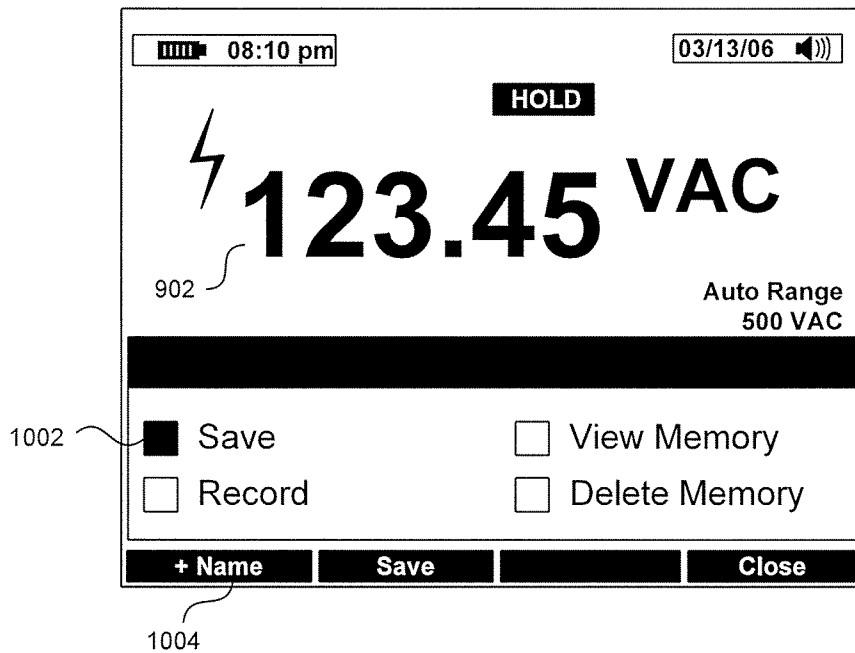 08:10 pm 03/13/06
HOLD
123.45 VAC
902
Auto Range
500 VAC
1002 Save View Memory
Record Delete Memory
+ Name Save Close
1004